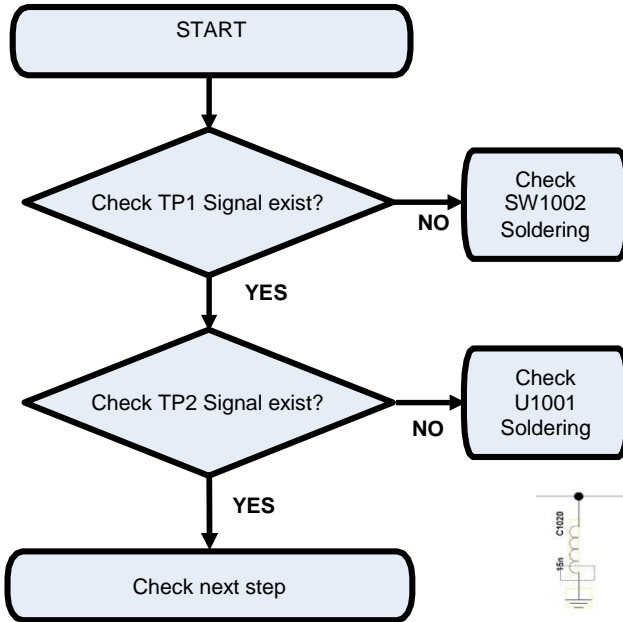 START
Check TP1 Signal exist?
NO
Check
SW1002
Soldering
YES
Check TP2 Signal exist?
NO
Check
U1001
Soldering
YES
Check next step
C1020
15n